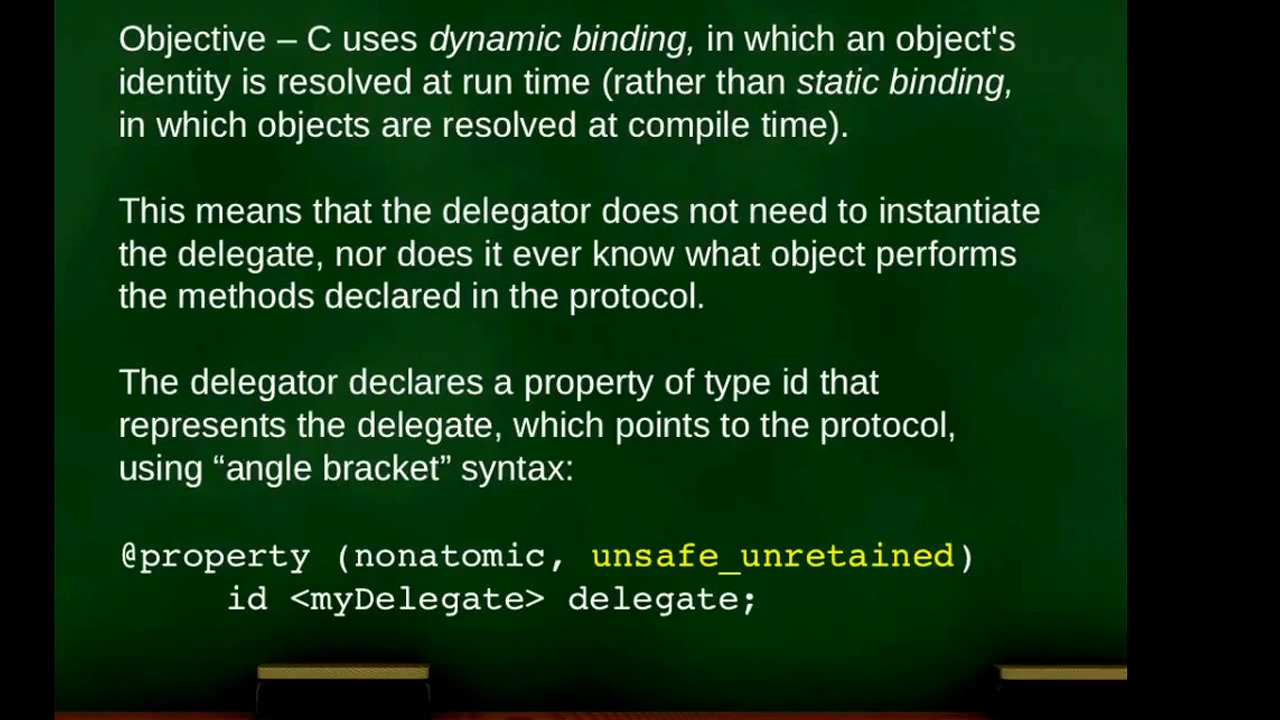 Objective – C uses dynamic binding, in which an object's
identity is resolved at run time (rather than static binding,
in which objects are resolved at compile time).
This means that the delegator does not need to instantiate
the delegate, nor does it ever know what object performs
the methods declared in the protocol.
The delegator declares a property of type id that
represents the delegate, which points to the protocol,
using “angle bracket” syntax:
@property (nonatomic, unsafe_unretained)
id <myDelegate> delegate;